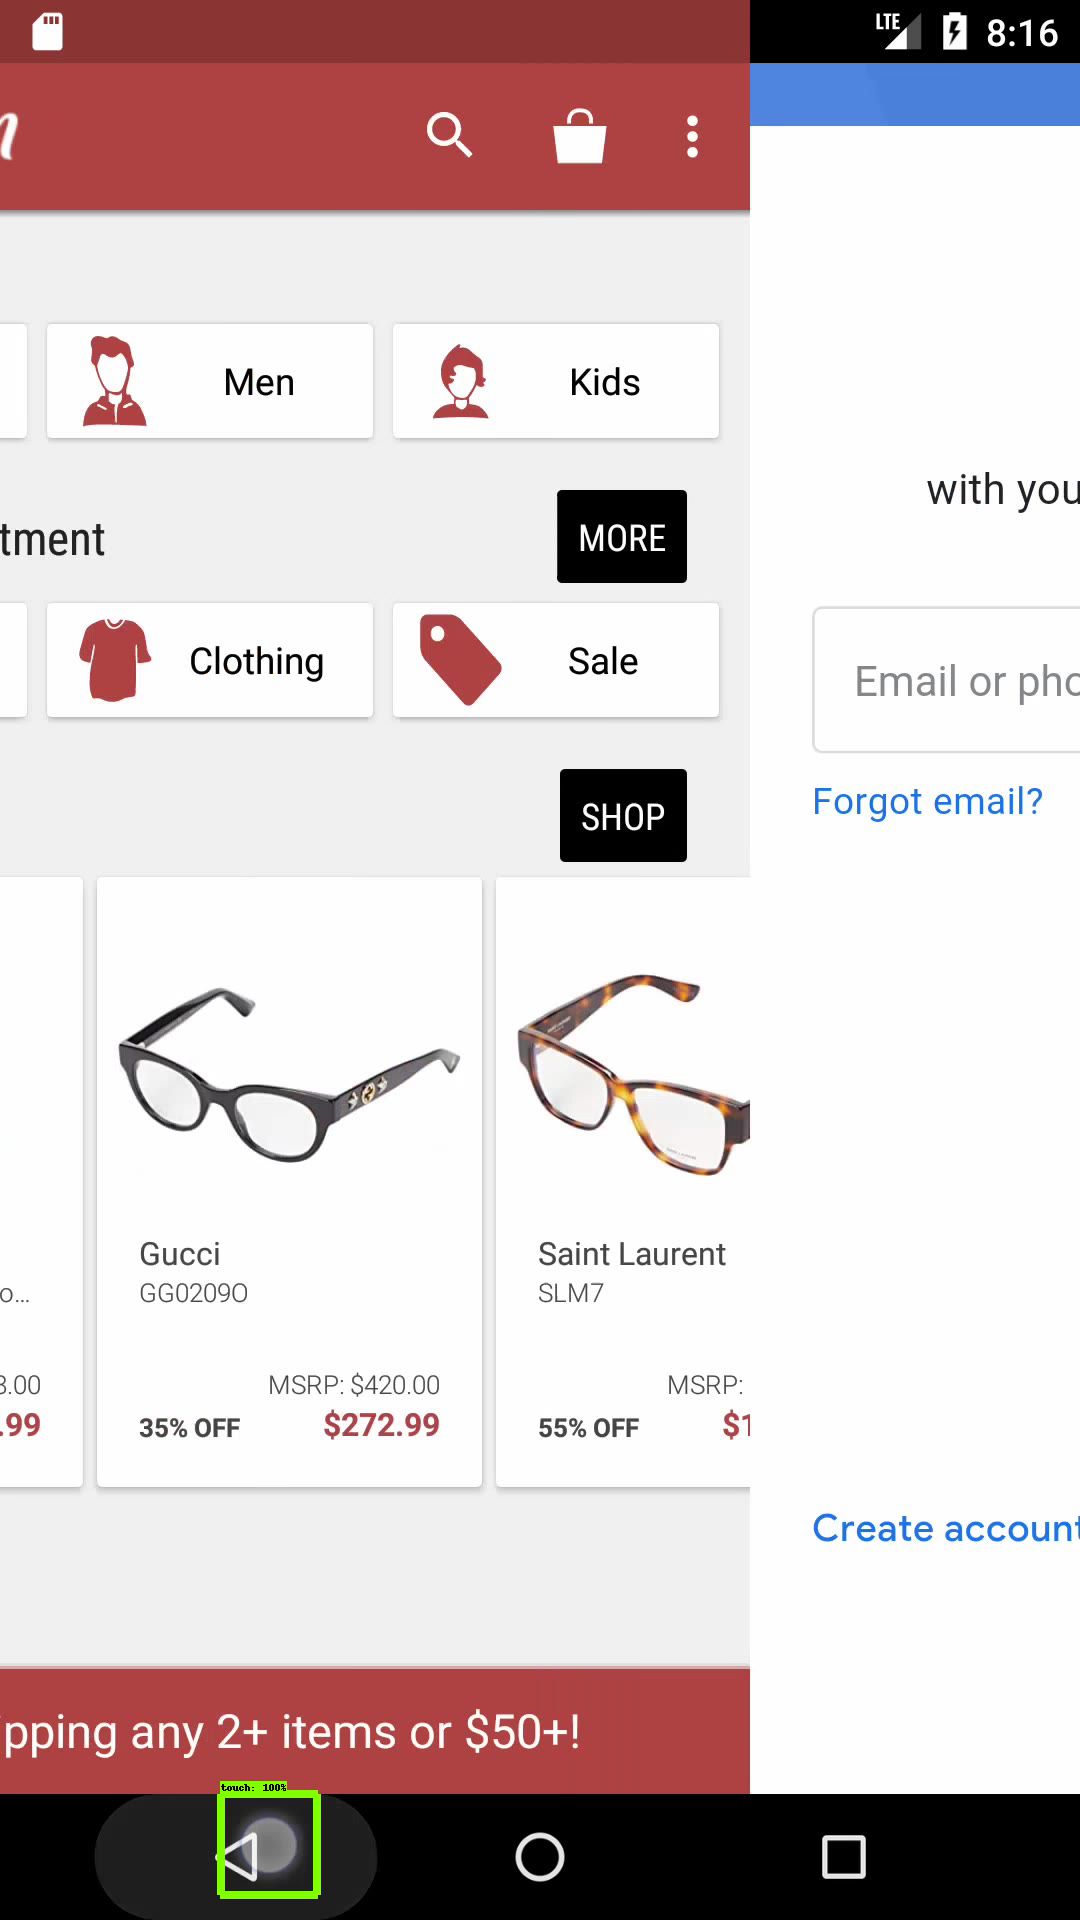 LTE 8:16
Men
Kids
tment
MORE
Clothing
Sale
SHOP
with you
Email or pho
Forgot email?
Gucci
GG0209O
MSRP: $420.00
35% OFF
$272.99
Saint Laurent
SLM7
MSRP:
55% OFF
$1
o...
3.00
.99
Create account
pping any 2+ items or $50+!
touch: 100%